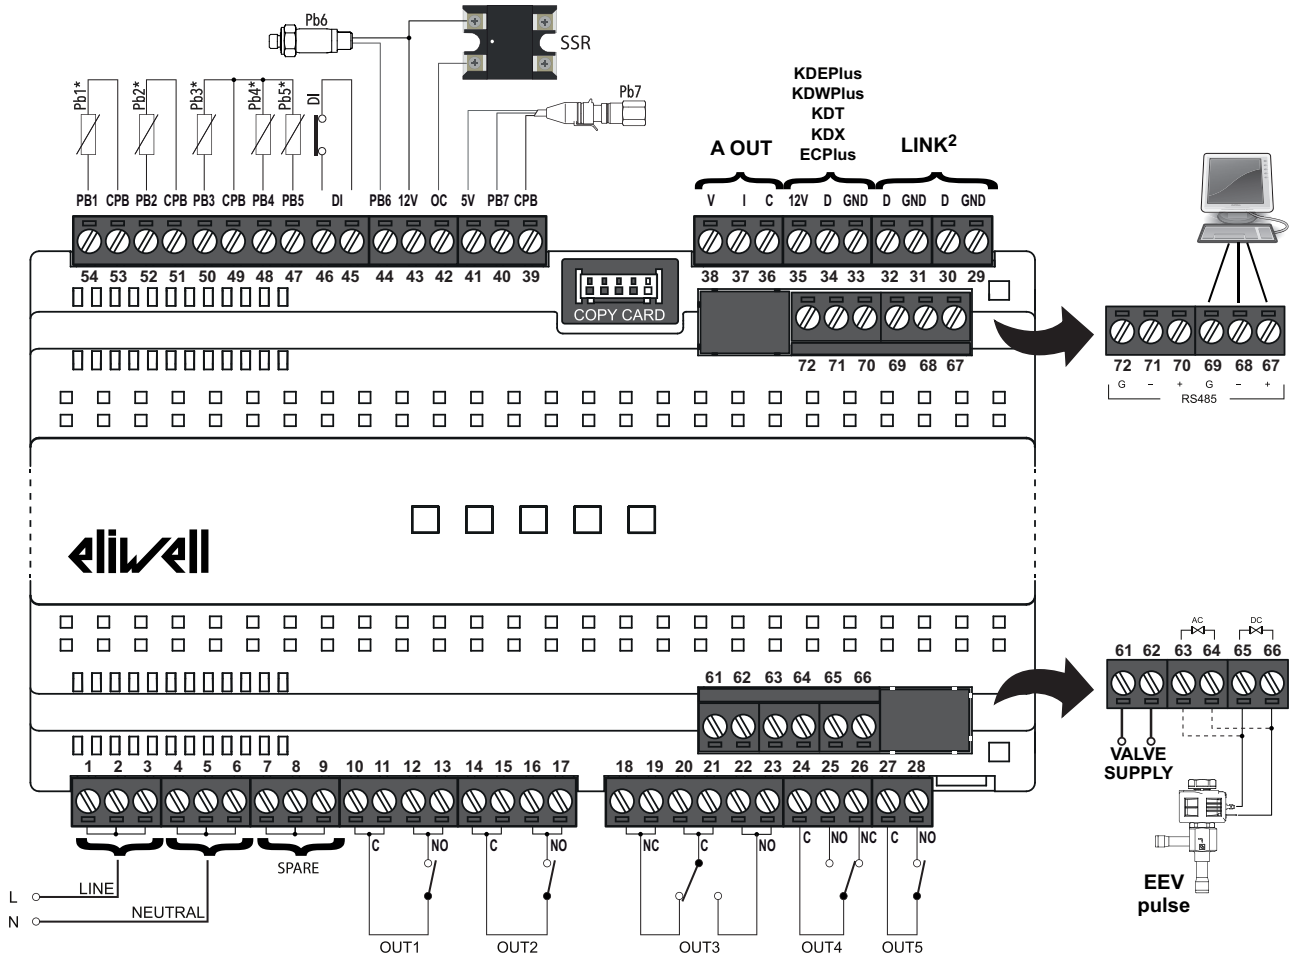 Pb6
SSR
Pb7
Pb1* Pb2* Pb3* Pb4* Pb5* DI
KDEPlus
KDWPlus
KDT
KDX
ECPlus
A OUT
LINK²
PB1 CPB PB2 CPB PB3 CPB PB4 PB5 DI PB6 12V OC 5V PB7 CPB
V I C 12V D GND D GND D GND
54 53 52 51 50 49 48 47 46 45 44 43 42 41 40 39
38 37 36 35 34 33 32 31 30 29
COPY CARD
72 71 70 69 68 67
72 71 70 69 68 67
G – + G – +
RS485
eliwell
AC DC
61 62 63 64 65 66
61 62 63 64 65 66
VALVE
SUPPLY
EEV
pulse
1 2 3 4 5 6 7 8 9 10 11 12 13 14 15 16 17
18 19 20 21 22 23 24 25 26 27 28
C NO C NO NC C NO C NO NC C NO
SPARE
L LINE
N NEUTRAL
OUT1 OUT2 OUT3 OUT4 OUT5